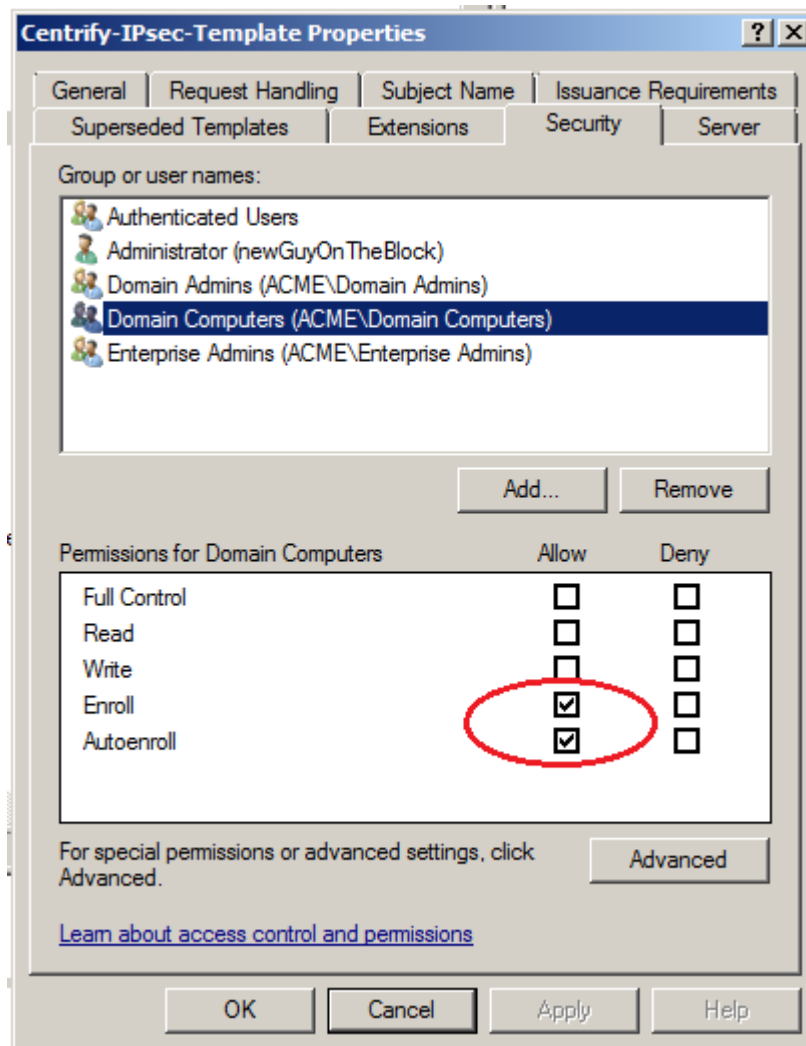 Centrify-IPsec-Template Properties
General Request Handling Subject Name Issuance Requirements
Superseded Templates Extensions Security Server
Group or user names:
Authenticated Users
Administrator (newGuyOnTheBlock)
Domain Admins (ACME\Domain Admins)
Domain Computers (ACME\Domain Computers)
Enterprise Admins (ACME\Enterprise Admins)
Add... Remove
Permissions for Domain Computers Allow Deny
Full Control
Read
Write
Enroll
Autoenroll
For special permissions or advanced settings, click Advanced
Advanced.
Learn about access control and permissions
OK Cancel Apply Help